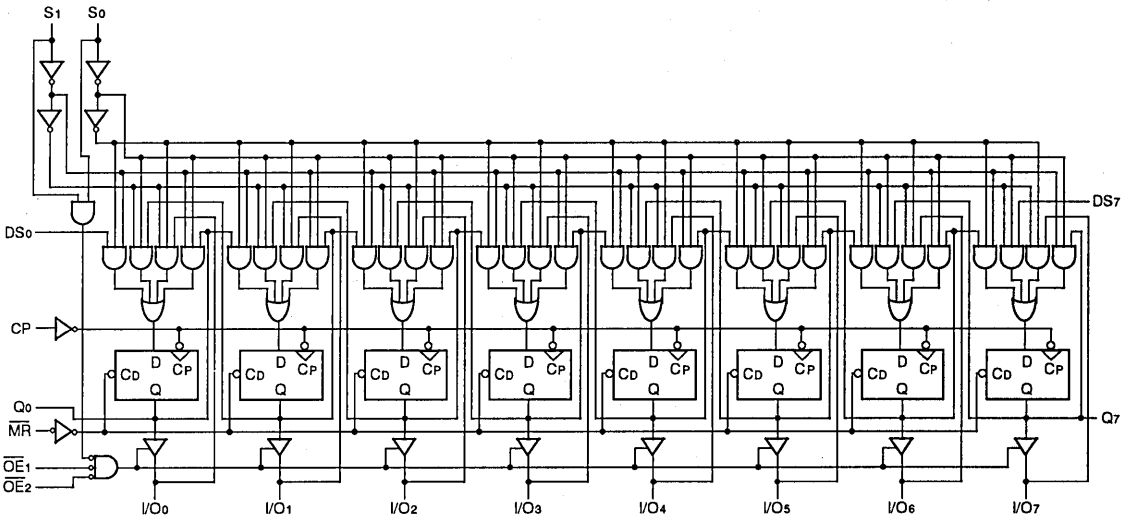 S1 S0
DS7
DS0
CP
D CP D CP D CP D CP D CP D CP D CP D CP
CD Q CD Q CD Q CD Q CD Q CD Q CD Q CD Q
Q0
Q7
MR
OE1
OE2
I/O0 I/O1 I/O2 I/O3 I/O4 I/O5 I/O6 I/O7